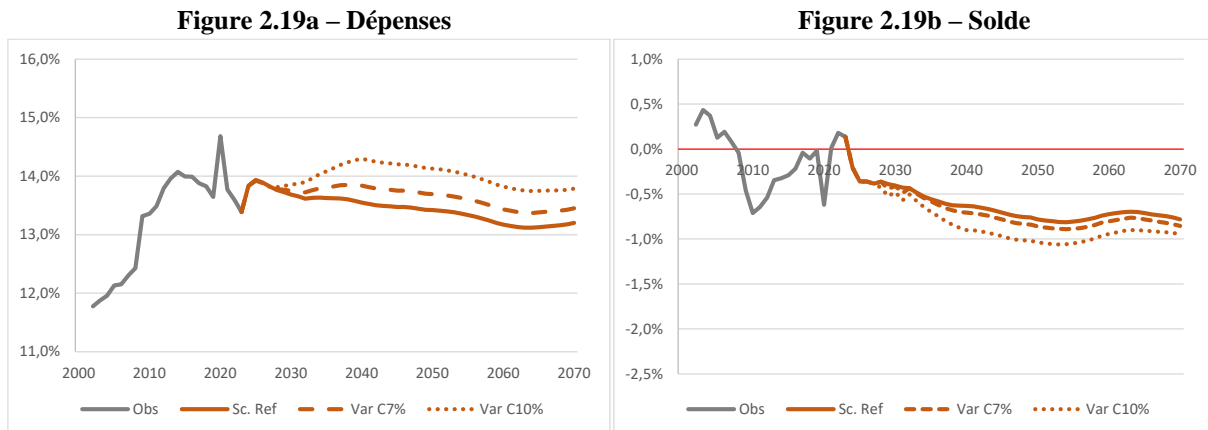 Figure 2.19a – Dépenses
16,0%
15,0%
14,0%
13,0%
12,0%
11,0%
2000 2010 2020 2030 2040 2050 2060 2070
Obs Sc. Ref Var C7% Var C10%
Figure 2.19b – Solde
1,0%
0,5%
0,0%
2000 2010 2020 2030 2040 2050 2060 2070
-0,5%
-1,0%
-1,5%
-2,0%
-2,5%
Obs Sc. Ref Var C7% Var C10%